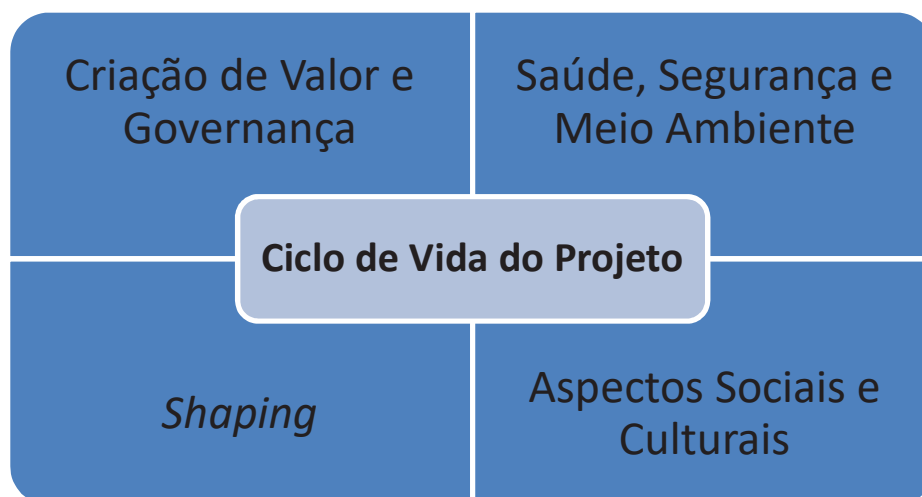 Criação de Valor e
Governança
Saúde, Segurança e
Meio Ambiente
Ciclo de Vida do Projeto
Shaping
Aspectos Sociais e
Culturais